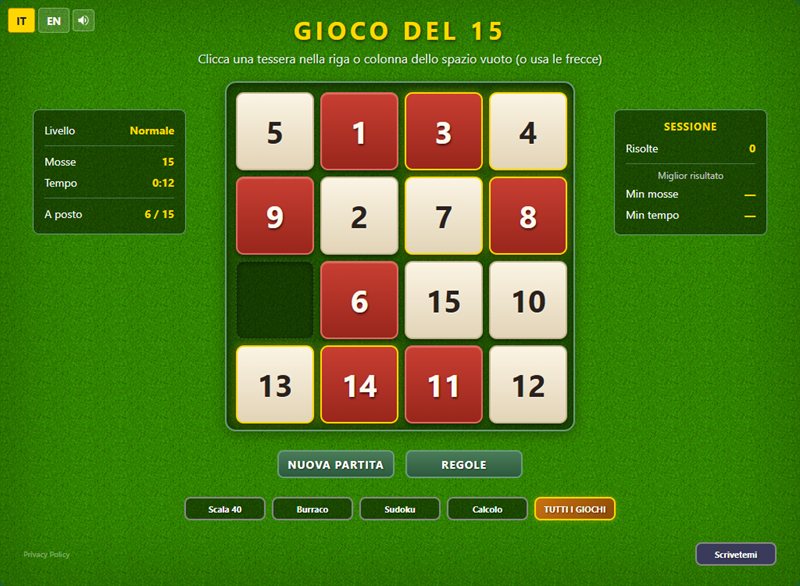 IT EN
GIOCO DEL 15
Clicca una tessera nella riga o colonna dello spazio vuoto (o usa le frecce)
Livello Normale
Mosse 15
Tempo 0:12
A posto 6 / 15
5 1 3 4
9 2 7 8
6 15 10
13 14 11 12
SESSIONE
Risolte 0
Miglior risultato
Min mosse —
Min tempo —
NUOVA PARTITA REGOLE
Scala 40 Burraco Sudoku Calcolo TUTTI I GIOCHI
Privacy Policy
Scrivetemi